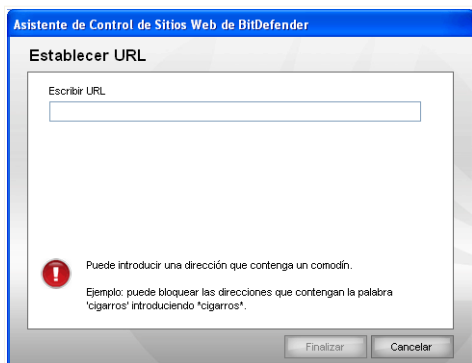 Asistente de Control de Sitios Web de BitDefender
Establecer URL
Escribir URL
Puede introducir una dirección que contenga un comodín.
Ejemplo: puede bloquear las direcciones que contengan la palabra
'cigarros' introduciendo *cigarros*.
Finalizar
Cancelar